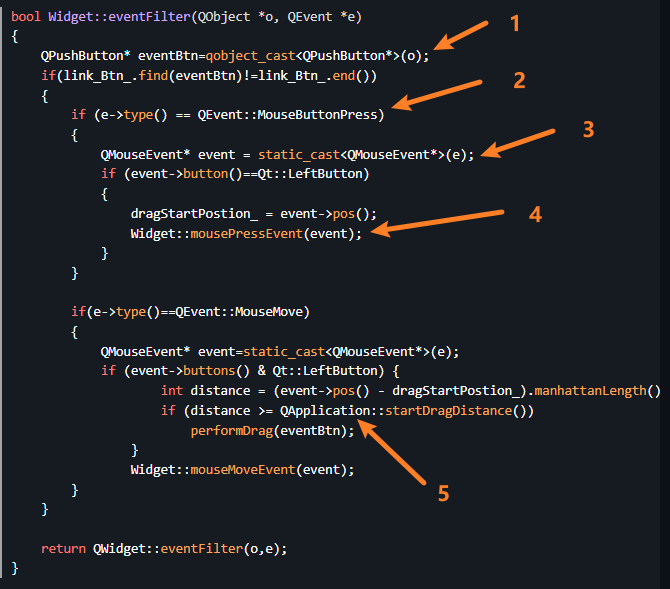 bool Widget::eventFilter(QObject *o, QEvent *e)
{
    QPushButton* eventBtn=qobject_cast<QPushButton*>(o);
    if(link_Btn_.find(eventBtn)!=link_Btn_.end())
    {
        if (e->type() == QEvent::MouseButtonPress)
        {
            QMouseEvent* event = static_cast<QMouseEvent*>(e);
            if (event->button()==Qt::LeftButton)
            {
                dragStartPostion_ = event->pos();
                Widget::mousePressEvent(event);
            }
        }

        if(e->type()==QEvent::MouseMove)
        {
            QMouseEvent* event=static_cast<QMouseEvent*>(e);
            if (event->buttons() & Qt::LeftButton) {
                    int distance = (event->pos() - dragStartPostion_).manhattanLength()
                    if (distance >= QApplication::startDragDistance())
                        performDrag(eventBtn);
                }
                Widget::mouseMoveEvent(event);
        }
    }

    return QWidget::eventFilter(o,e);
}
1
2
3
4
5